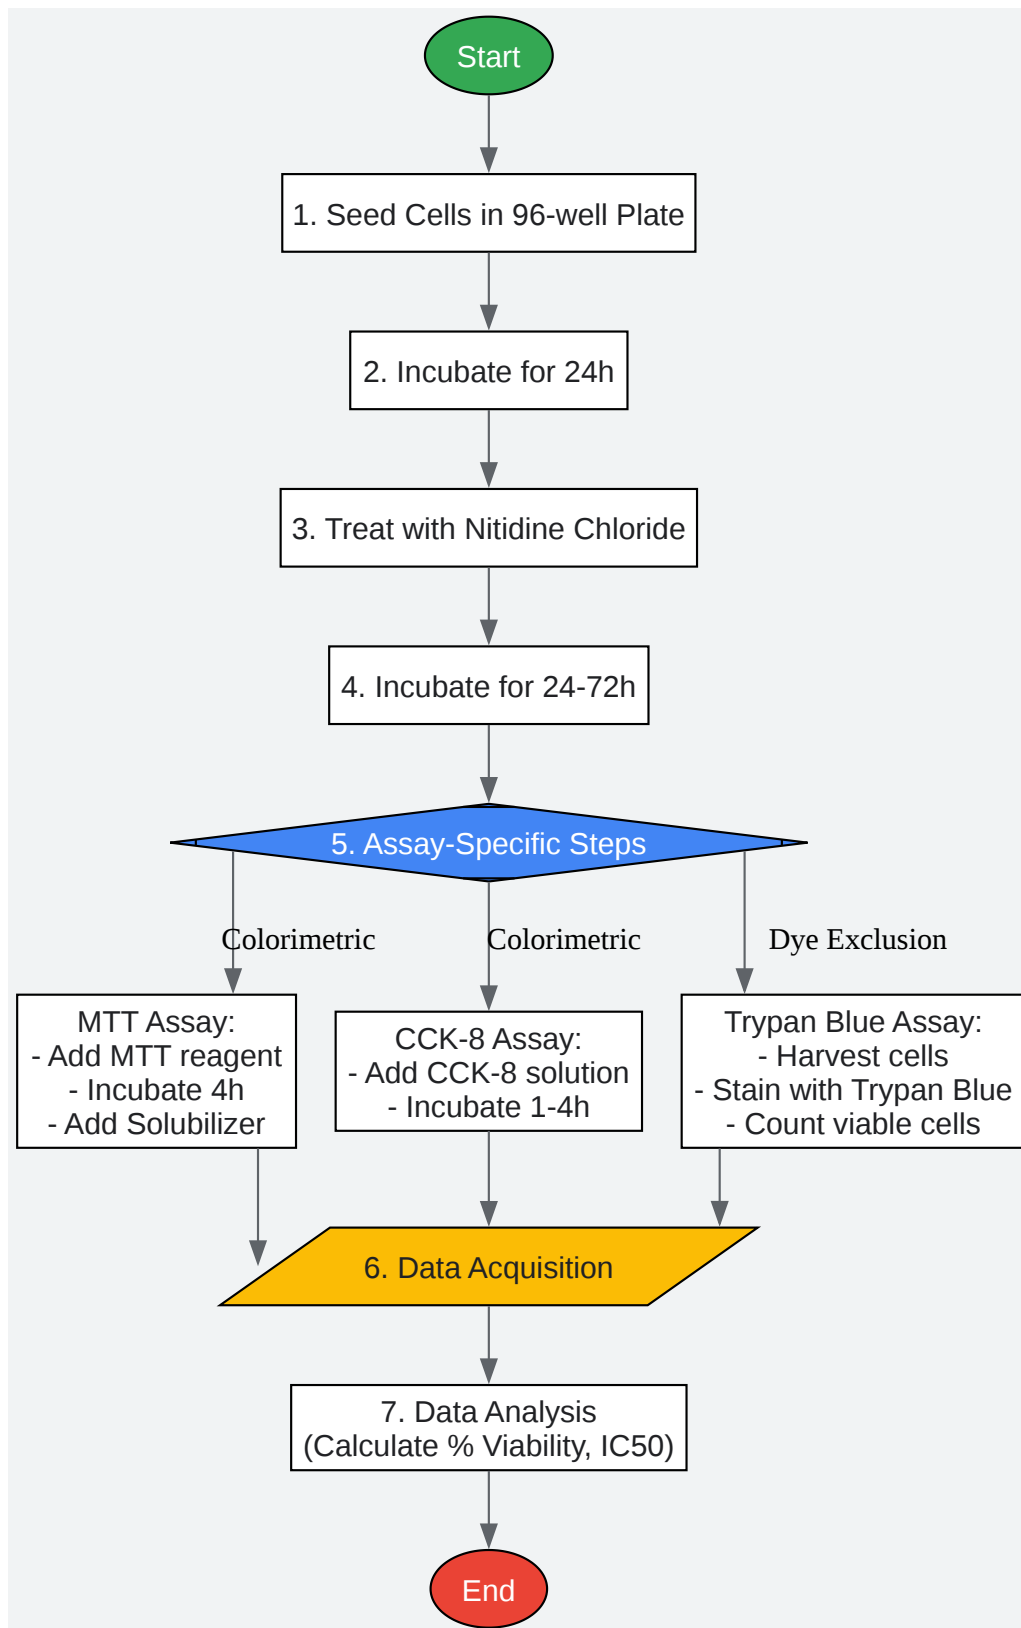 Start
1. Seed Cells in 96-well Plate
2. Incubate for 24h
3. Treat with Nitidine Chloride
4. Incubate for 24-72h
5. Assay-Specific Steps
Colorimetric
Colorimetric
Dye Exclusion
MTT Assay:
- Add MTT reagent
- Incubate 4h
- Add Solubilizer
CCK-8 Assay:
- Add CCK-8 solution
- Incubate 1-4h
Trypan Blue Assay:
- Harvest cells
- Stain with Trypan Blue
- Count viable cells
6. Data Acquisition
7. Data Analysis
(Calculate % Viability, IC50)
End